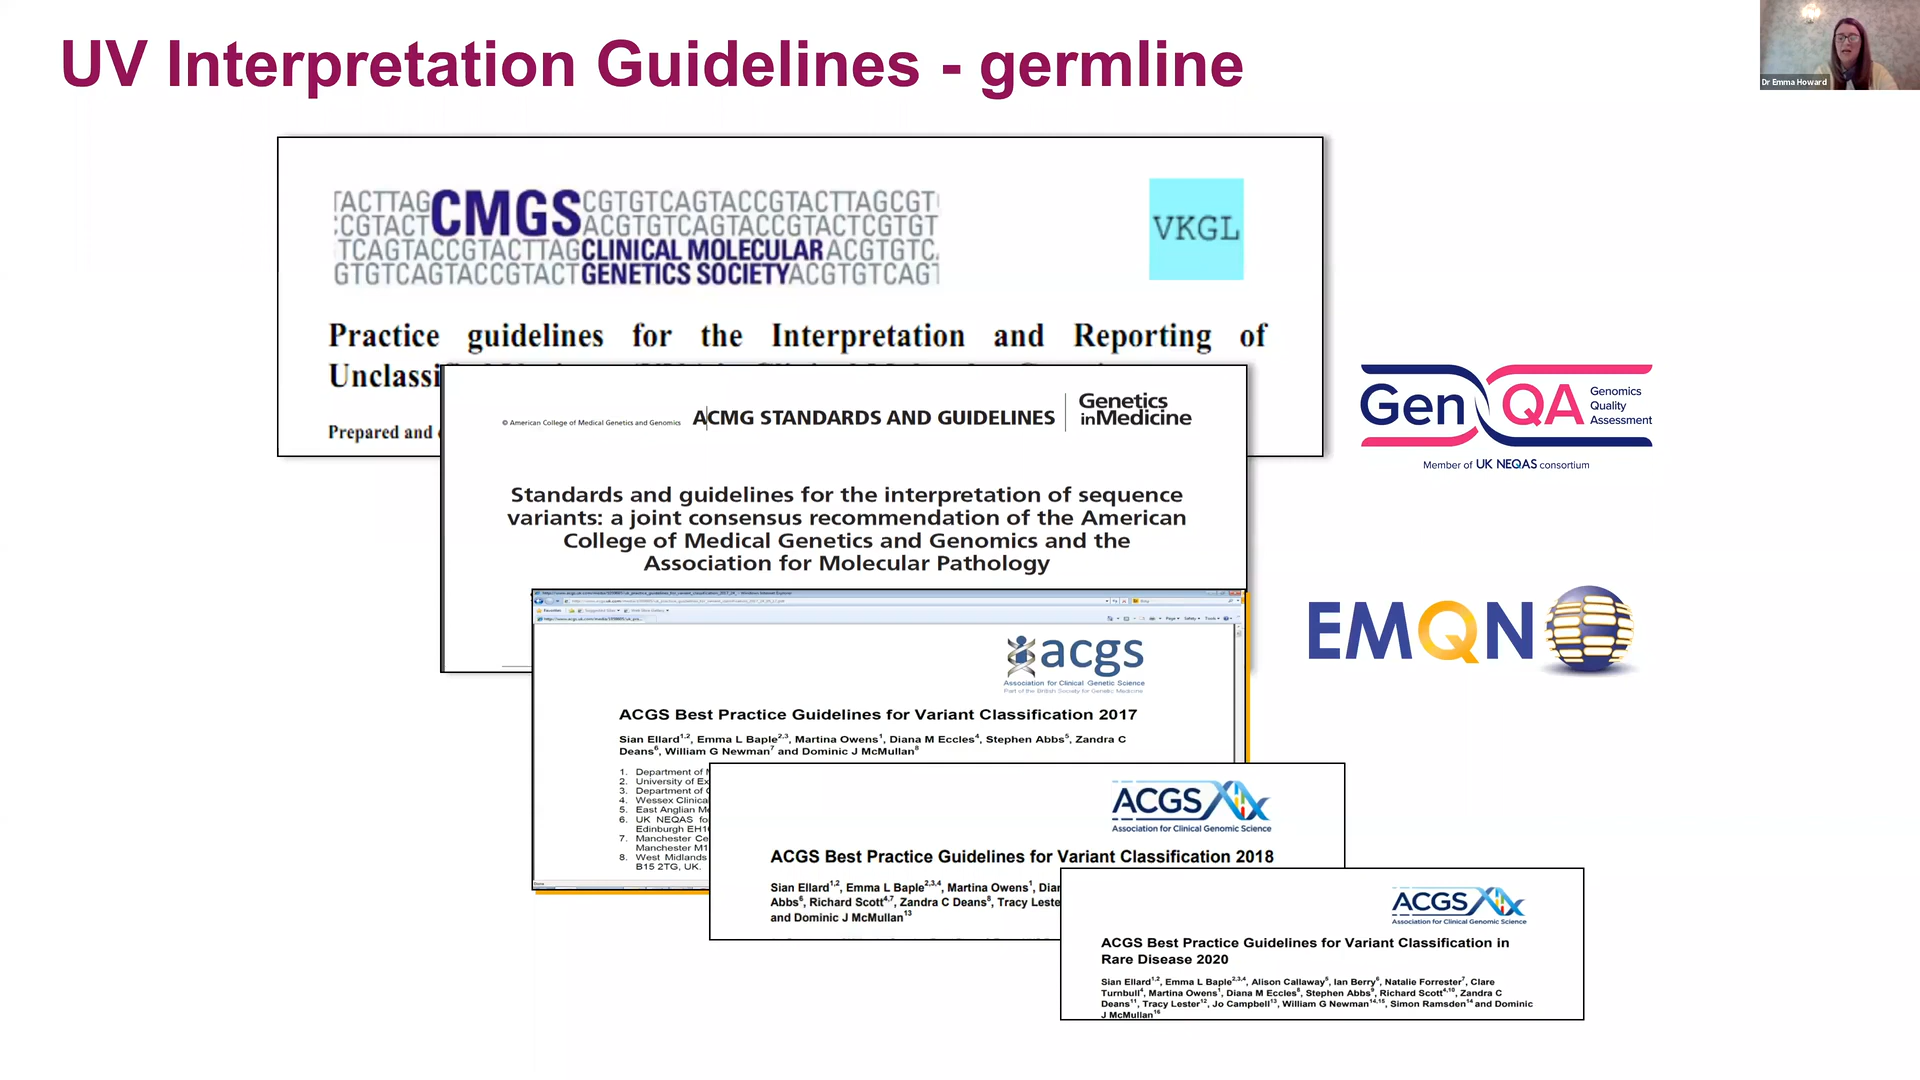 UV Interpretation Guidelines - germline
Dr Emma Howard
TACTTAGCMGSCGTGTCAGTACCGTACTTAGCGT
CGTACT ACGTGTCAGTACCGTACTCGTGT
TCAGTACCGTACTTAGCLINICAL MOLECULARACGTGTC
GTGTCAGTACCGTACTGENETICS SOCIETYACGTGTCAGT
VKGL
Practice guidelines for the Interpretation and Reporting of
Unclassi
Prepared and
© American College of Medical Genetics and Genomics
ACMG STANDARDS AND GUIDELINES
Genetics
inMedicine
Standards and guidelines for the interpretation of sequence
variants: a joint consensus recommendation of the American
College of Medical Genetics and Genomics and the
Association for Molecular Pathology
GenQA
Genomics
Quality
Assessment
Member of UK NEQAS consortium
EMQN
acgs
Association for Clinical Genetic Science
Part of the British Society for Genetic Medicine
ACGS Best Practice Guidelines for Variant Classification 2017
Sian Ellard1,2, Emma L Baple2,3, Martina Owens1, Diana M Eccles4, Stephen Abbs5, Zandra C
Deans6, William G Newman7 and Dominic J McMullan8
1. Department of M
2. University of Ex
3. Department of
4. Wessex Clinica
5. East Anglian Me
6. UK NEQAS fo
Edinburgh EH1
7. Manchester Ce
Manchester M1
8. West Midlands
B15 2TG, UK.
ACGS
Association for Clinical Genomic Science
ACGS Best Practice Guidelines for Variant Classification 2018
Sian Ellard1,2, Emma L Baple2,3,4, Martina Owens1, Dian
Abbs6, Richard Scott4,7, Zandra C Deans8, Tracy Leste
and Dominic J McMullan13
ACGS
Association for Clinical Genomic Science
ACGS Best Practice Guidelines for Variant Classification in
Rare Disease 2020
Sian Ellard1,2, Emma L Baple2,3,4, Alison Callaway5, Ian Berry6, Natalie Forrester7, Clare
Turnbull4, Martina Owens1, Diana M Eccles8, Stephen Abbs9, Richard Scott4,10, Zandra C
Deans11, Tracy Lester12, Jo Campbell13, William G Newman14,15, Simon Ramsden14 and Dominic
J McMullan16